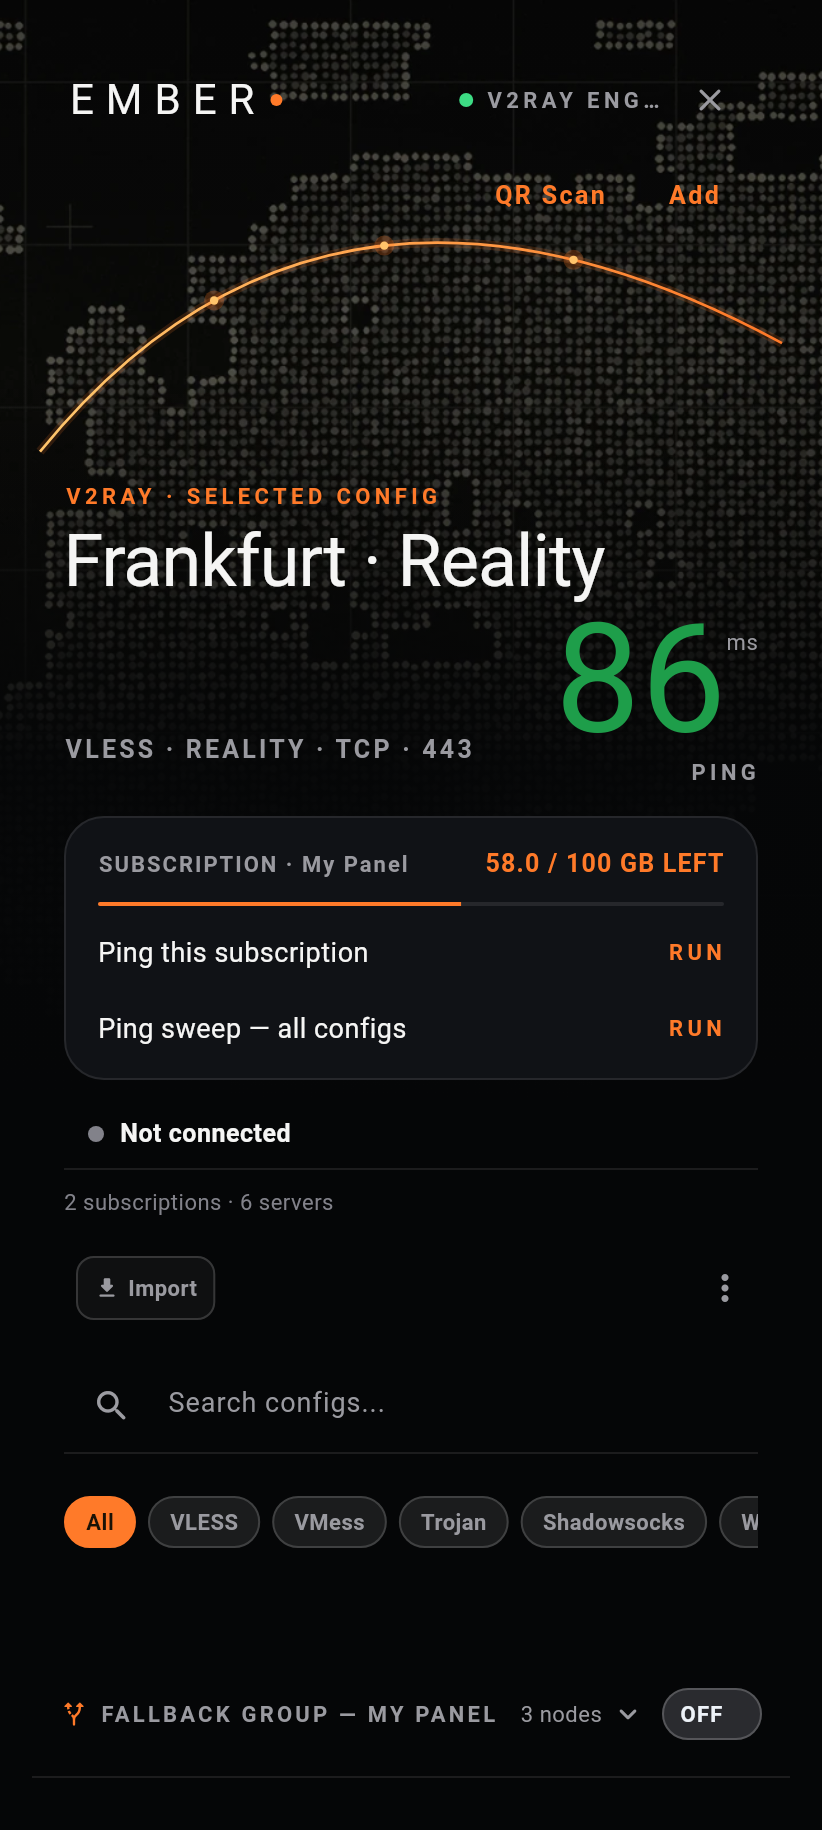 EMBER
V2RAY ENG…
QR Scan Add
V2RAY · SELECTED CONFIG
Frankfurt · Reality
86 ms
VLESS · REALITY · TCP · 443
PING
SUBSCRIPTION · My Panel 58.0 / 100 GB LEFT
Ping this subscription RUN
Ping sweep — all configs RUN
Not connected
2 subscriptions · 6 servers
Import
Search configs...
All VLESS VMess Trojan Shadowsocks W
FALLBACK GROUP — MY PANEL 3 nodes OFF